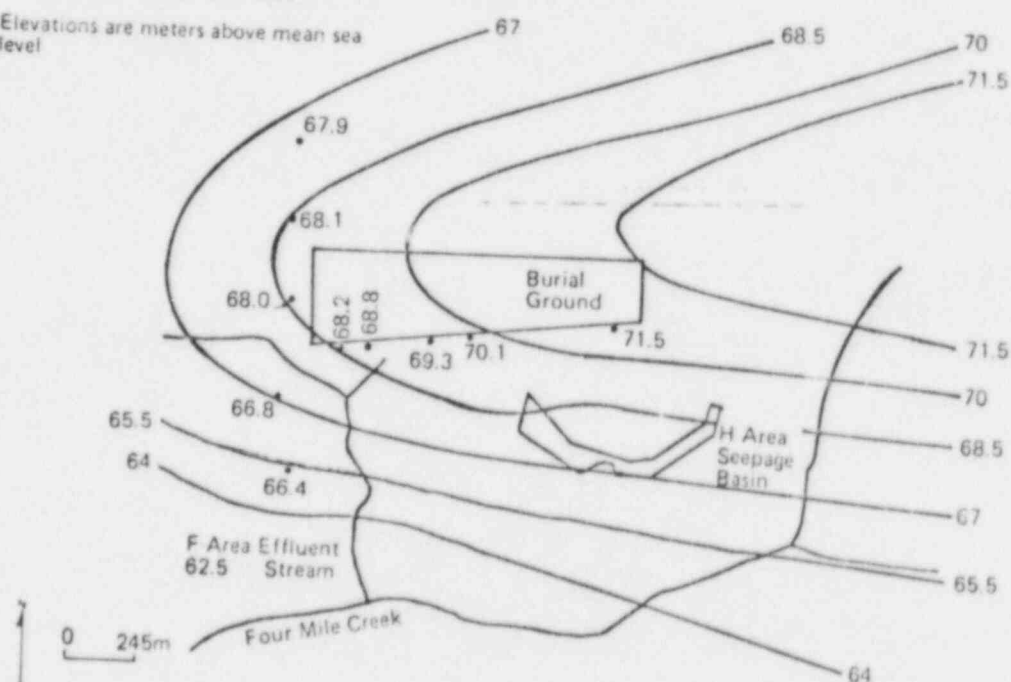 Elevations are meters above mean sea
level
67
68.5
70
71.5
67.9
68.1
68.0
68.2
68.8
69.3
70.1
71.5
Burial
Ground
71.5
70
68.5
67
65.5
64
66.8
65.5
64
66.4
H Area
Seepage
Basin
F Area Effluent
62.5 Stream
Four Mile Creek
0 245m